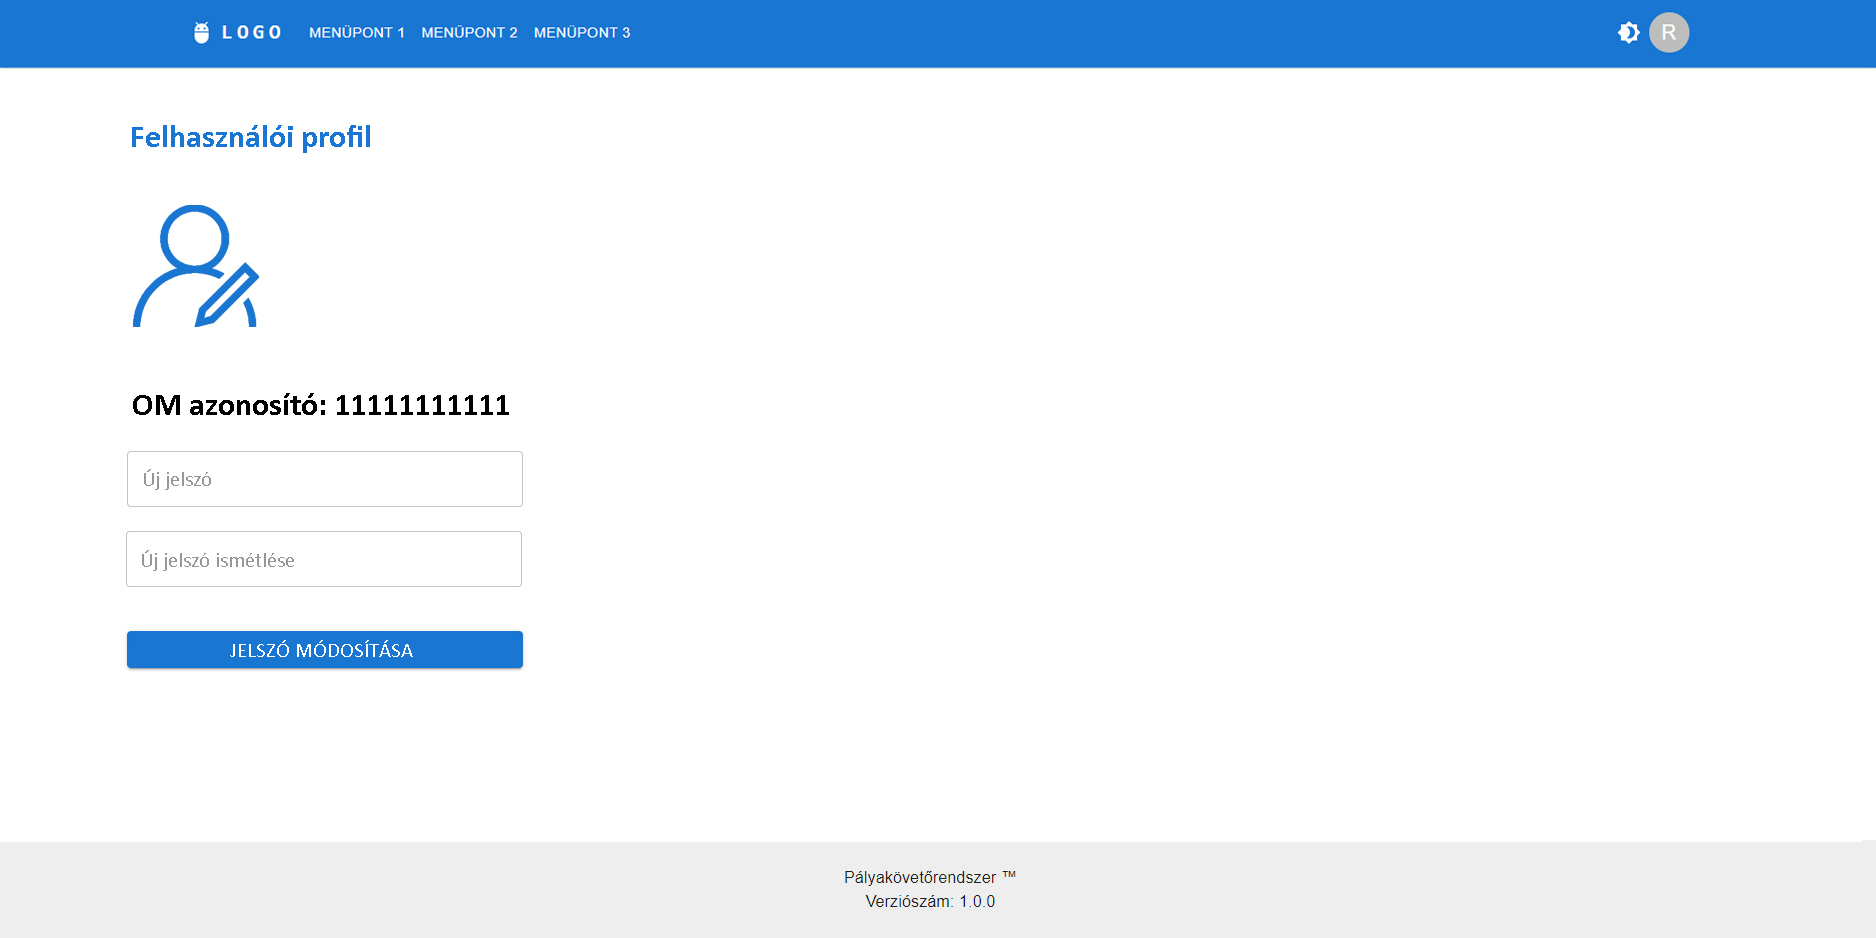 LOGO MENÜPONT 1 MENÜPONT 2 MENÜPONT 3 R
Felhasználói profil
OM azonosító: 11111111111
Új jelszó
Új jelszó ismétlése
JELSZÓ MÓDOSÍTÁSA
Pályakövetőrendszer ™
Verziószám: 1.0.0